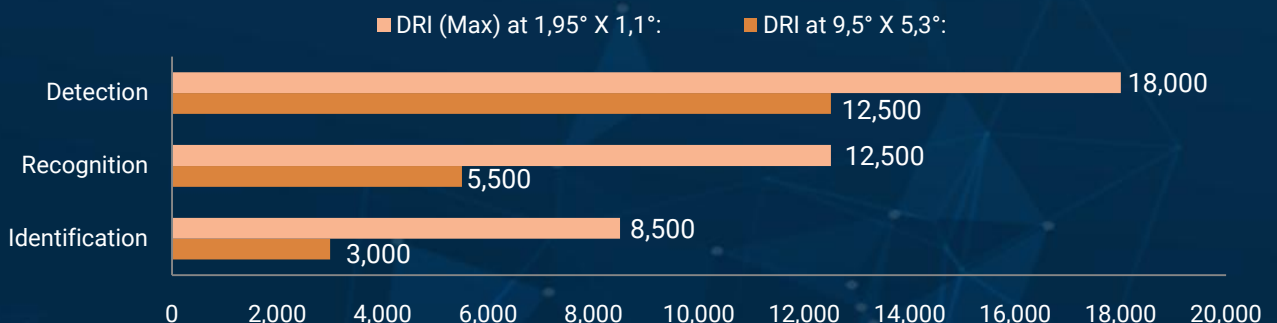 DRI (Max) at 1,95° X 1,1°: DRI at 9,5° X 5,3°:
Detection 18,000
12,500
Recognition 12,500
5,500
Identification 8,500
3,000
0 2,000 4,000 6,000 8,000 10,000 12,000 14,000 16,000 18,000 20,000